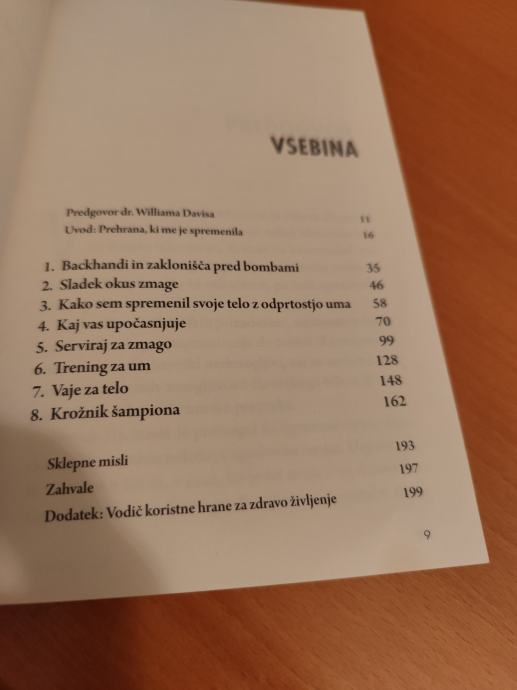 VSEBINA
Predgovor dr. Williama Davisa 11
Uvod: Prehrana, ki me je spremenila 16
1. Backhandi in zaklonišča pred bombami 35
2. Sladek okus zmage 46
3. Kako sem spremenil svoje telo z odprtostjo uma 58
4. Kaj vas upočasnjuje 70
5. Serviraj za zmago 99
6. Trening za um 128
7. Vaje za telo 148
8. Krožnik šampiona 162
Sklepne misli 193
Zahvale 197
Dodatek: Vodič koristne hrane za zdravo življenje 199
9